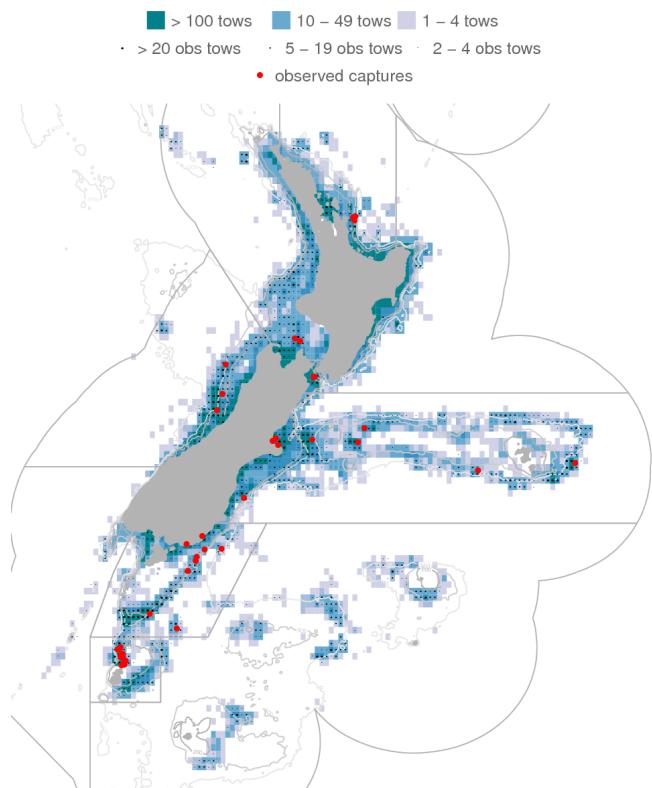 > 100 tows 10 − 49 tows 1 − 4 tows
> 20 obs tows 5 − 19 obs tows 2 − 4 obs tows
observed captures